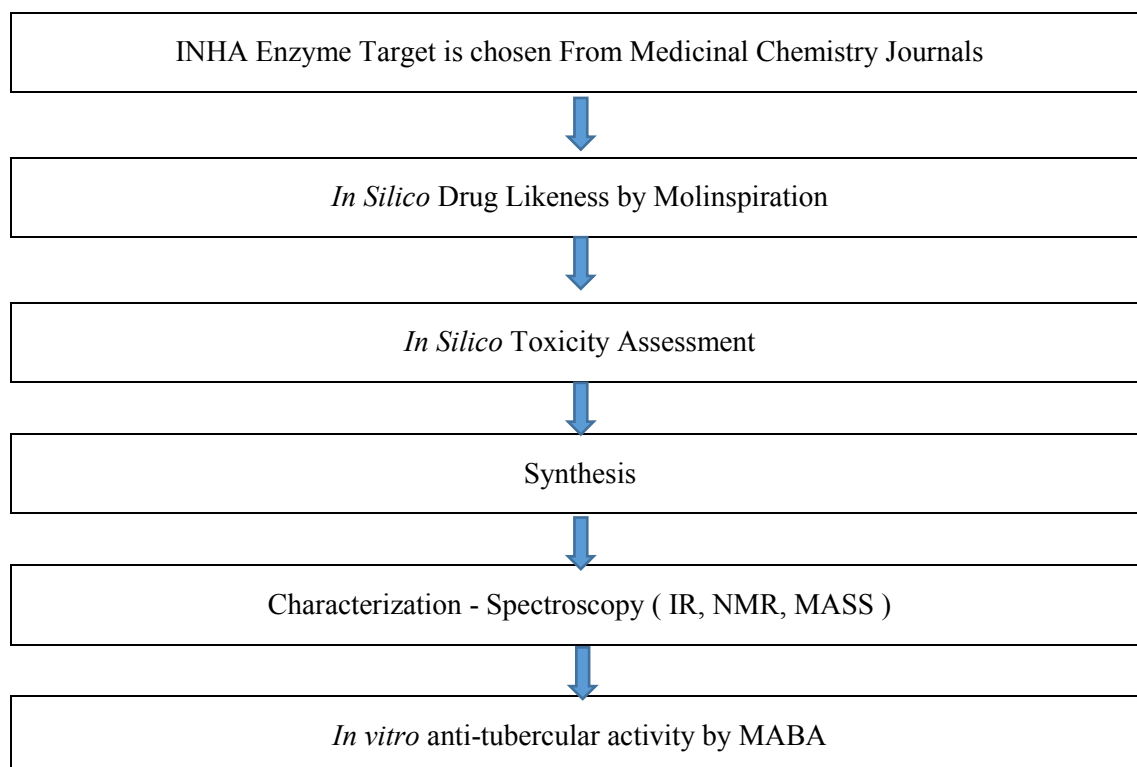 INHA Enzyme Target is chosen From Medicinal Chemistry Journals
In Silico Drug Likeness by Molinspiration
In Silico Toxicity Assessment
Synthesis
Characterization - Spectroscopy ( IR, NMR, MASS )
In vitro anti-tubercular activity by MABA